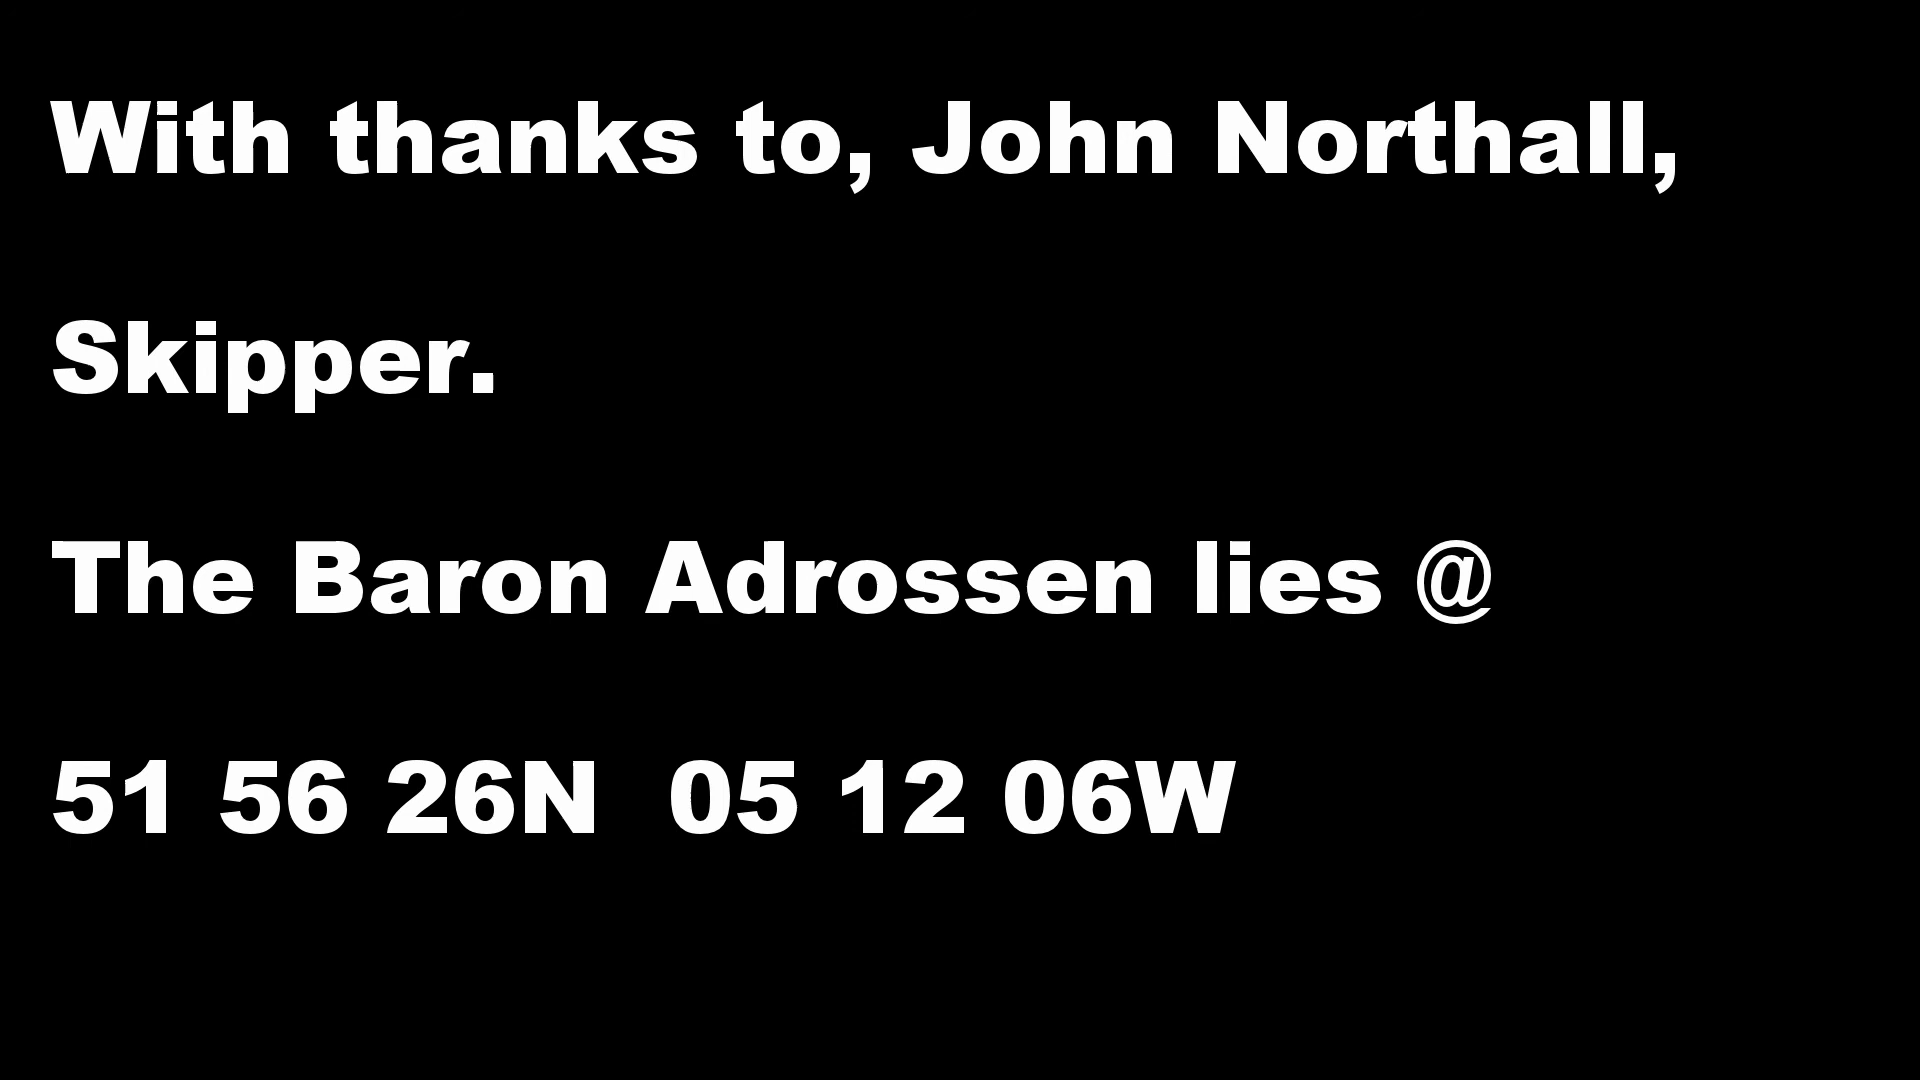 With thanks to, John Northall,
Skipper.
The Baron Adrossen lies @
51 56 26N  05 12 06W